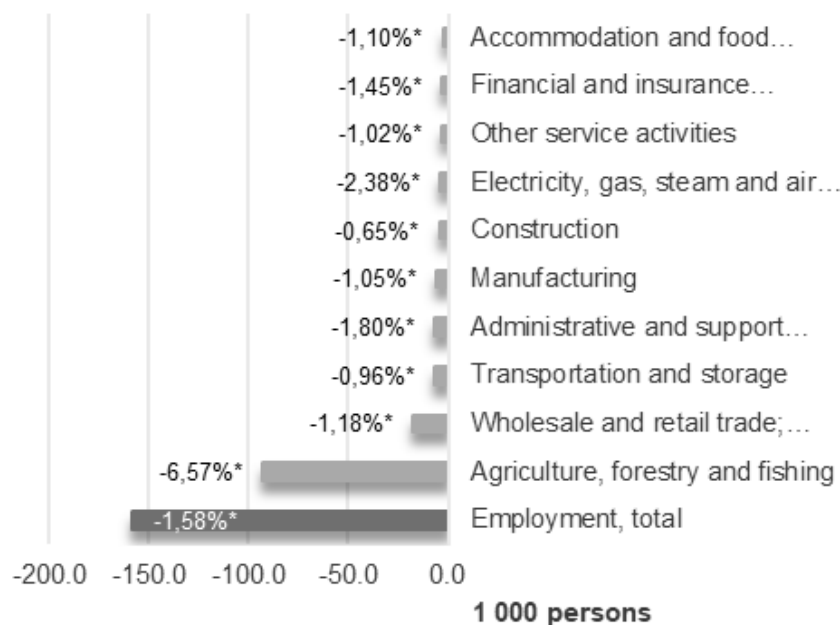 -1,10%* Accommodation and food…
-1,45%* Financial and insurance…
-1,02%* Other service activities
-2,38%* Electricity, gas, steam and air…
-0,65%* Construction
-1,05%* Manufacturing
-1,80%* Administrative and support…
-0,96%* Transportation and storage
-1,18%* Wholesale and retail trade;…
-6,57%* Agriculture, forestry and fishing
-1,58%* Employment, total
-200.0 -150.0 -100.0 -50.0 0.0
1 000 persons